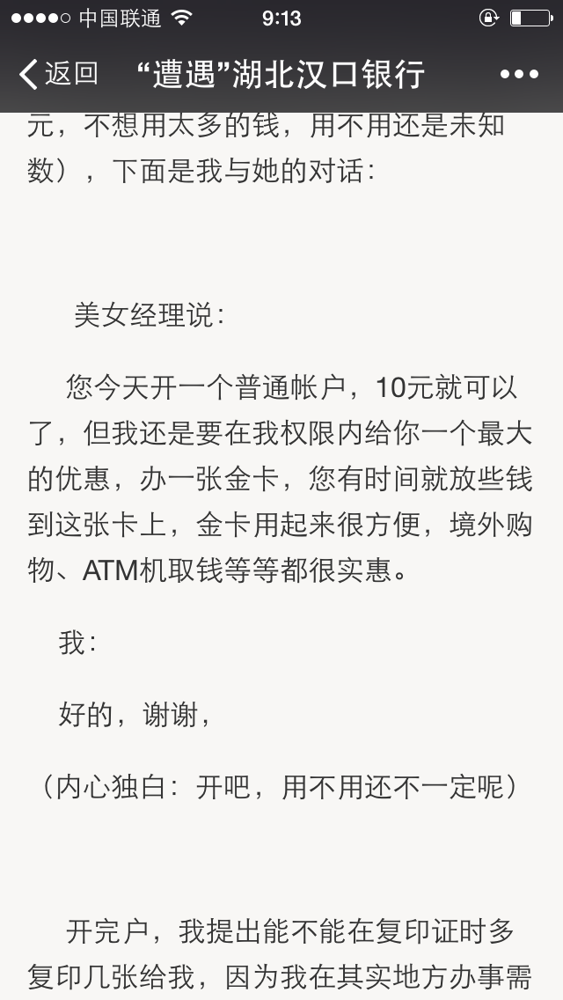 中国联通 9:13
返回 “遭遇”湖北汉口银行
元，不想用太多的钱，用不用还是未知
数），下面是我与她的对话：
美女经理说：
您今天开一个普通帐户，10元就可以
了，但我还是要在我权限内给你一个最大
的优惠，办一张金卡，您有时间就放些钱
到这张卡上，金卡用起来很方便，境外购
物、ATM机取钱等等都很实惠。
我：
好的，谢谢，
（内心独白：开吧，用不用还不一定呢）
开完户，我提出能不能在复印证时多
复印几张给我，因为我在其实地方办事需